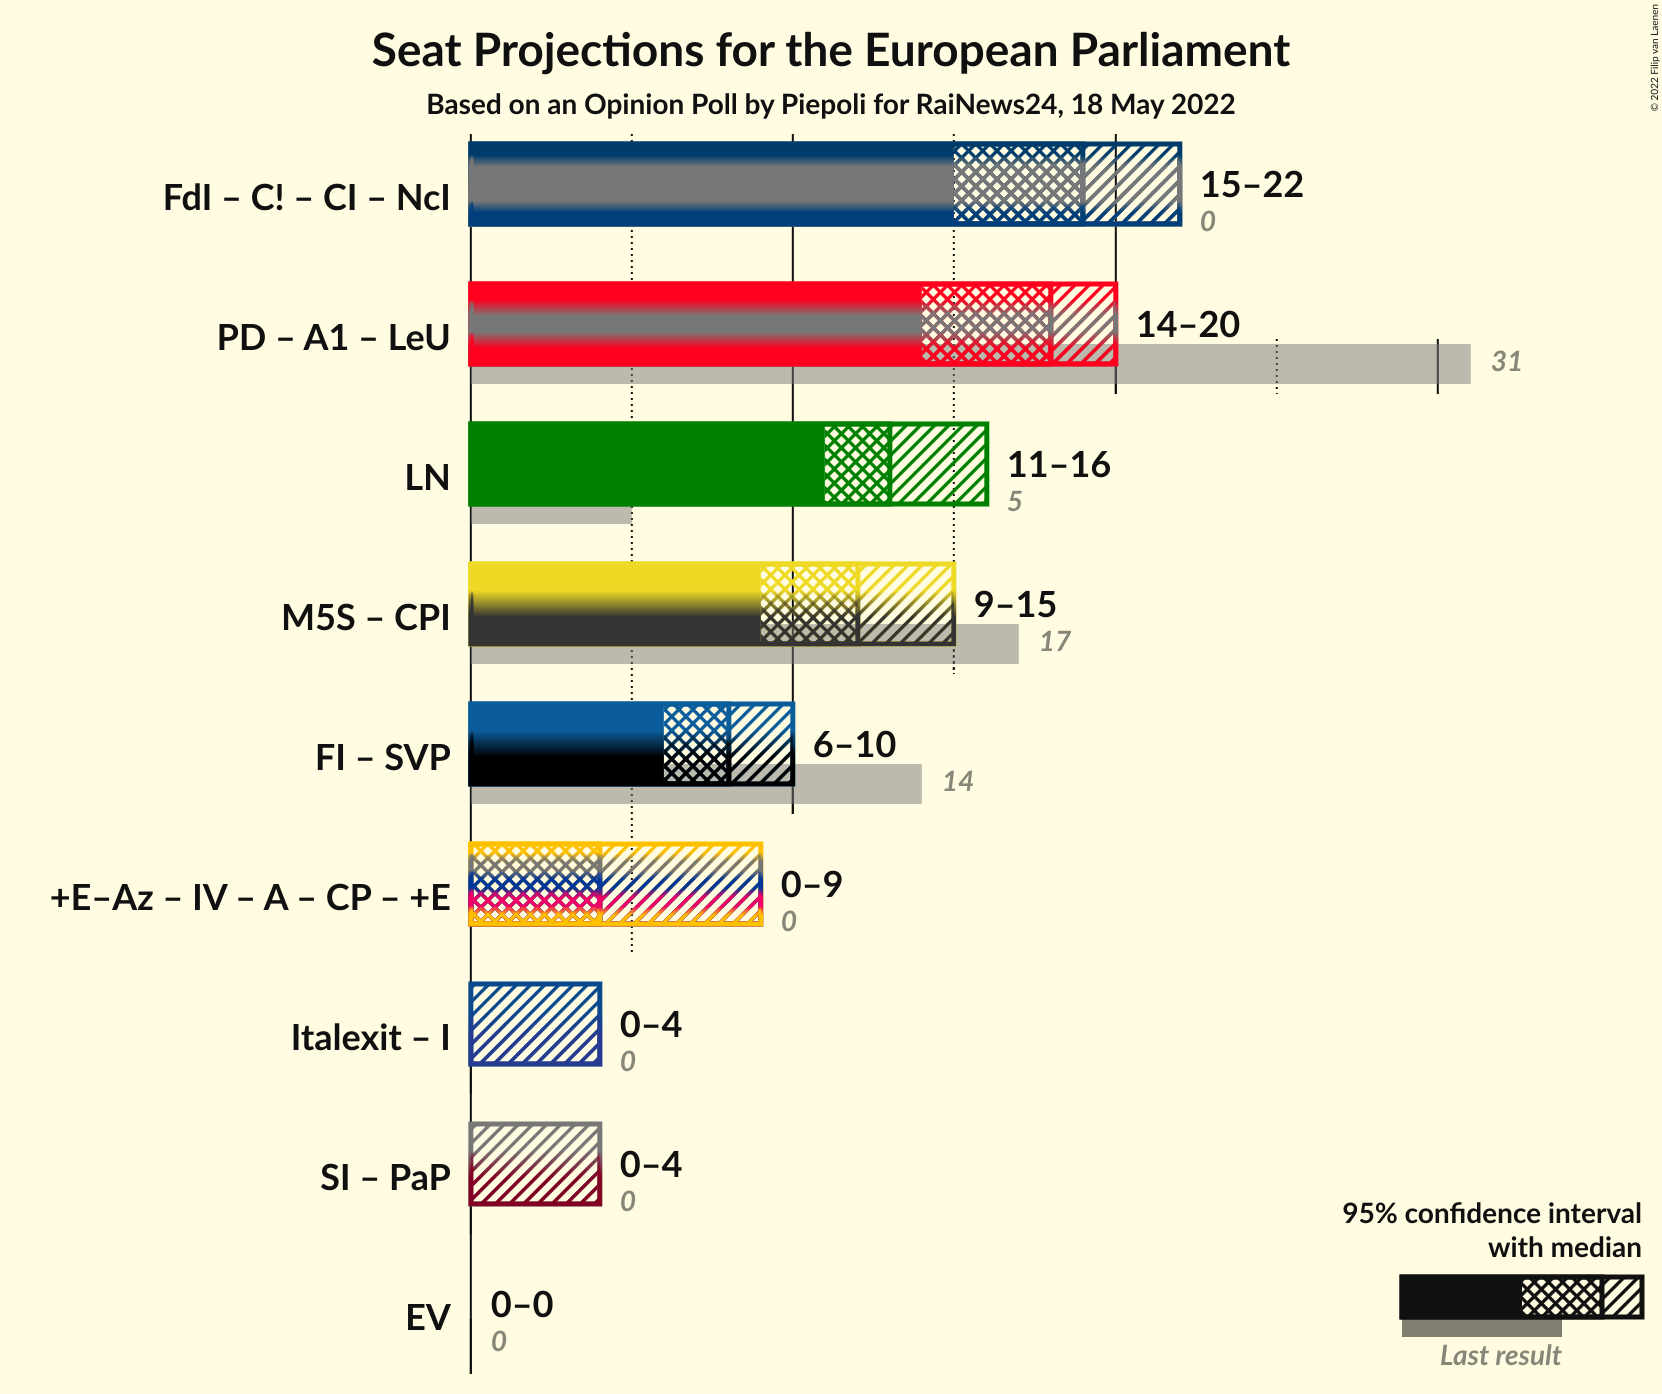 Seat Projections for the European Parliament
Based on an Opinion Poll by Piepoli for RaiNews24, 18 May 2022
© 2022 Filip van Laenen
FdI – C! – CI – NcI
15–22
0
PD – A1 – LeU
14–20
31
LN
11–16
5
M5S – CPI
9–15
17
FI – SVP
6–10
14
+E–Az – IV – A – CP – +E
0–9
0
Italexit – I
0–4
0
SI – PaP
0–4
0
EV
0–0
0
95% confidence interval
with median
Last result